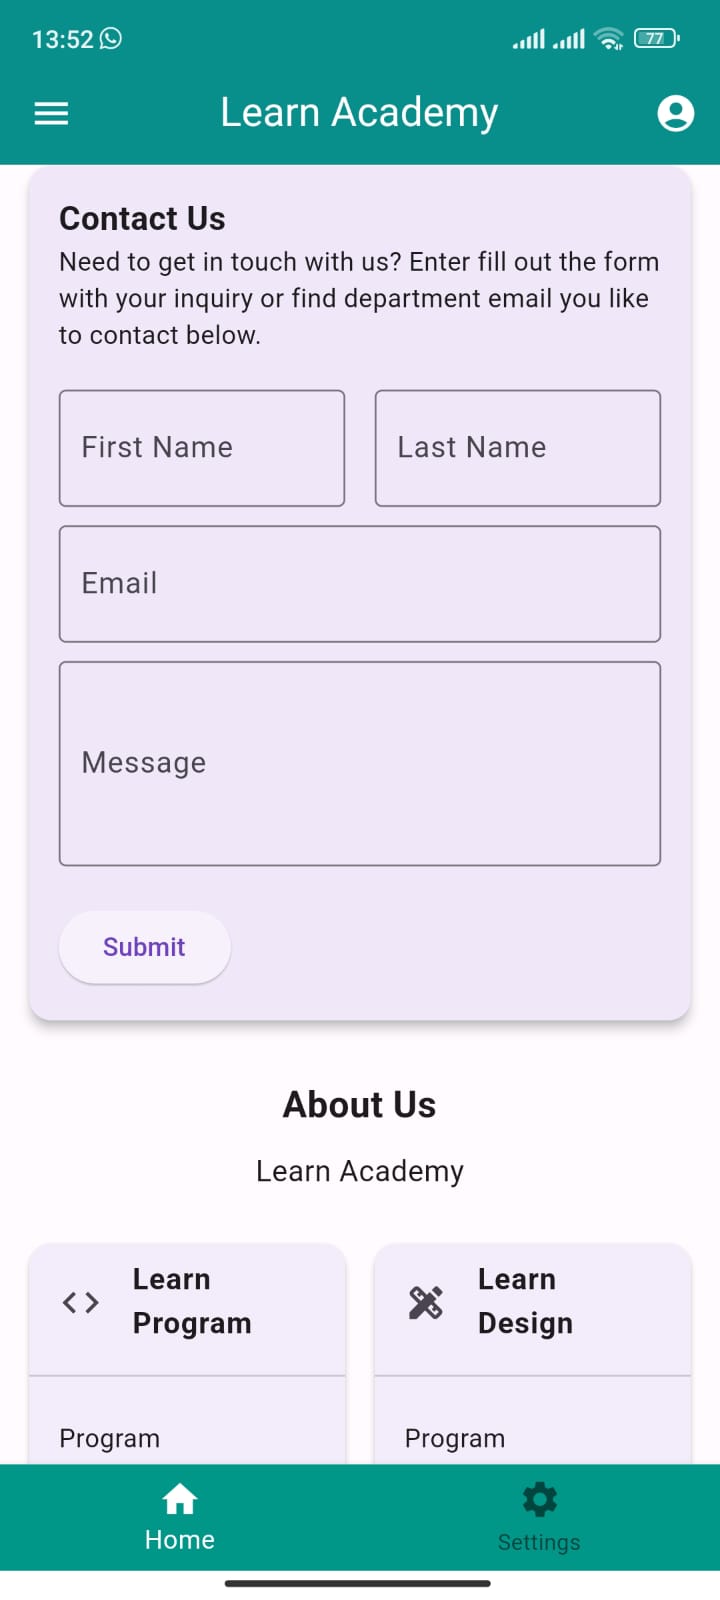 13:52
77
Learn Academy
Contact Us
Need to get in touch with us? Enter fill out the form
with your inquiry or find department email you like
to contact below.
First Name
Last Name
Email
Message
Submit
About Us
Learn Academy
Learn
Program
Learn
Design
Program
Program
Home
Settings